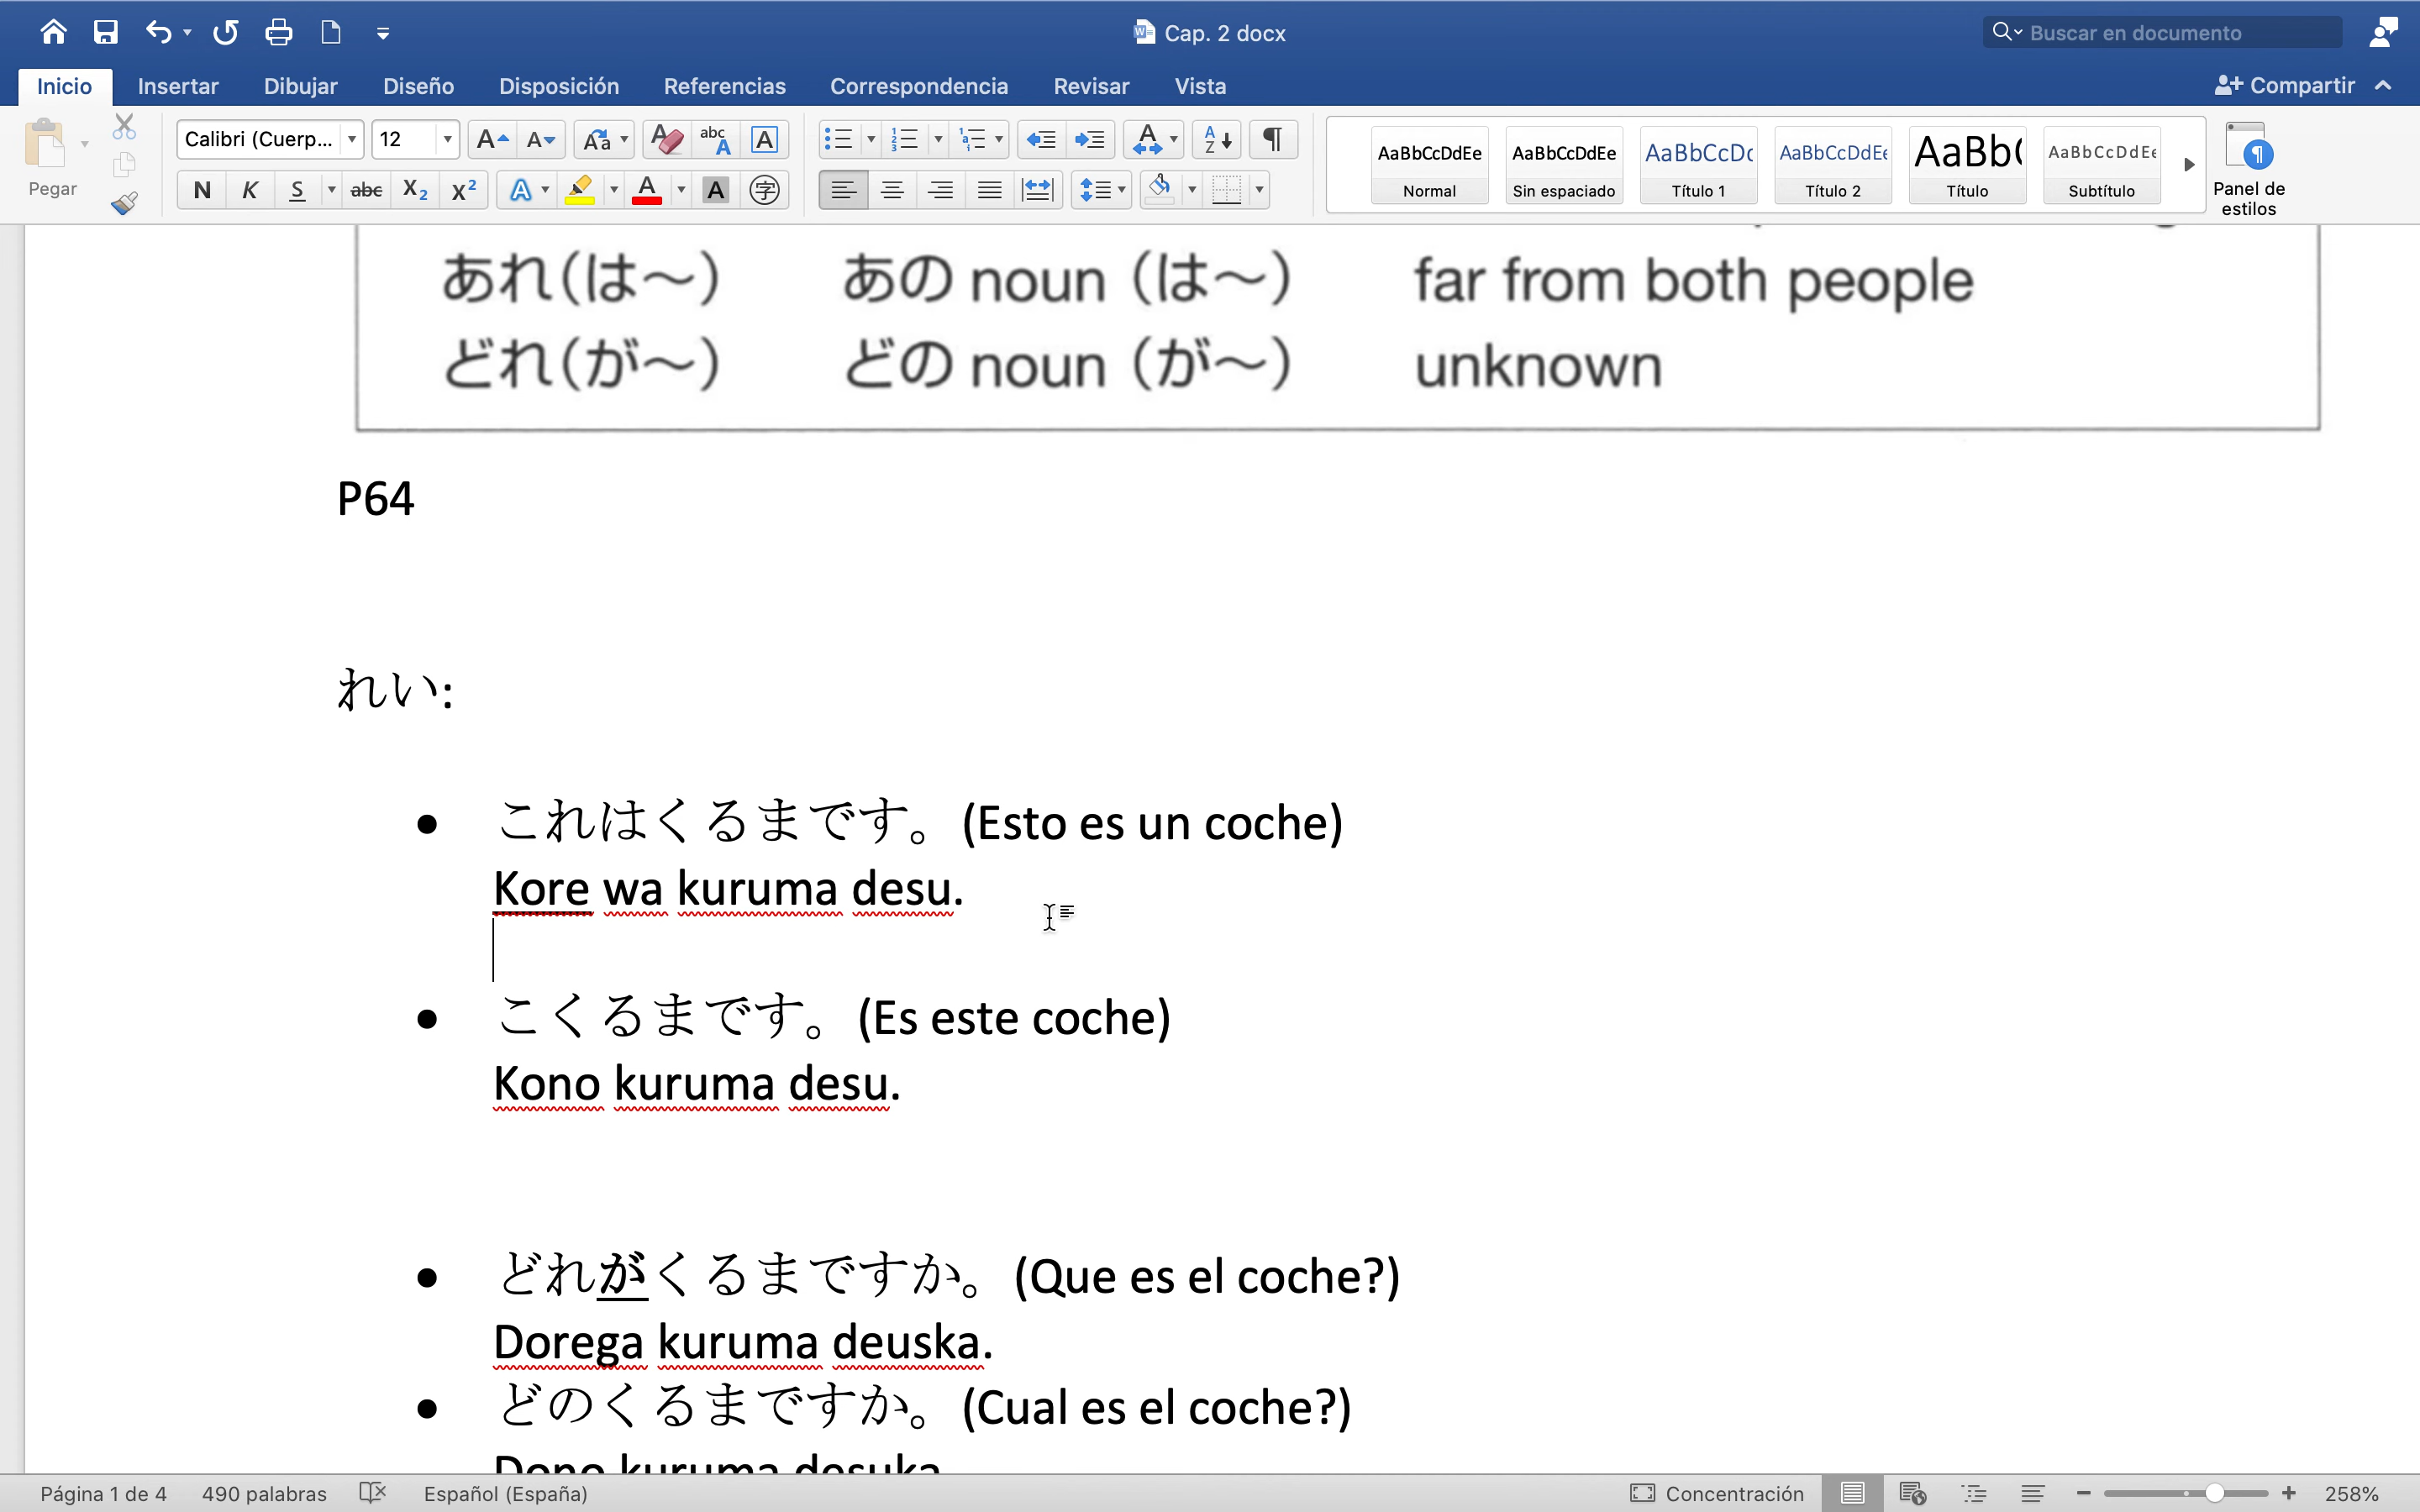 Cap. 2 docx
Buscar en documento
Inicio Insertar Dibujar Diseño Disposición Referencias Correspondencia Revisar Vista
Compartir
Pegar
Calibri (Cuerp... 12
N K S abc X₂ X²
AaBbCcDdEe Normal
AaBbCcDdEe Sin espaciado
AaBbCcDc Título 1
AaBbCcDdEe Título 2
AaBb( Título
AaBbCcDdEe Subtítulo
Panel de estilos
あれ(は〜) あの noun (は〜) far from both people
どれ(が〜) どの noun (が〜) unknown
P64
れい:
これはくるまです。(Esto es un coche)
Kore wa kuruma desu.
こくるまです。(Es este coche)
Kono kuruma desu.
どれがくるまですか。(Que es el coche?)
Dorega kuruma deuska.
どのくるまですか。(Cual es el coche?)
Dono kuruma desuka
Página 1 de 4 490 palabras Español (España) Concentración 258%